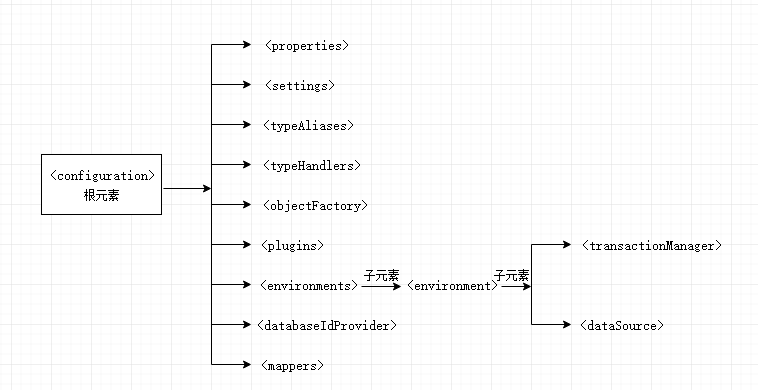 <configuration>
根元素
<properties>
<settings>
<typeAliases>
<typeHandlers>
<objectFactory>
<plugins>
<environments>
子元素
<environment>
子元素
<transactionManager>
<dataSource>
<databaseIdProvider>
<mappers>